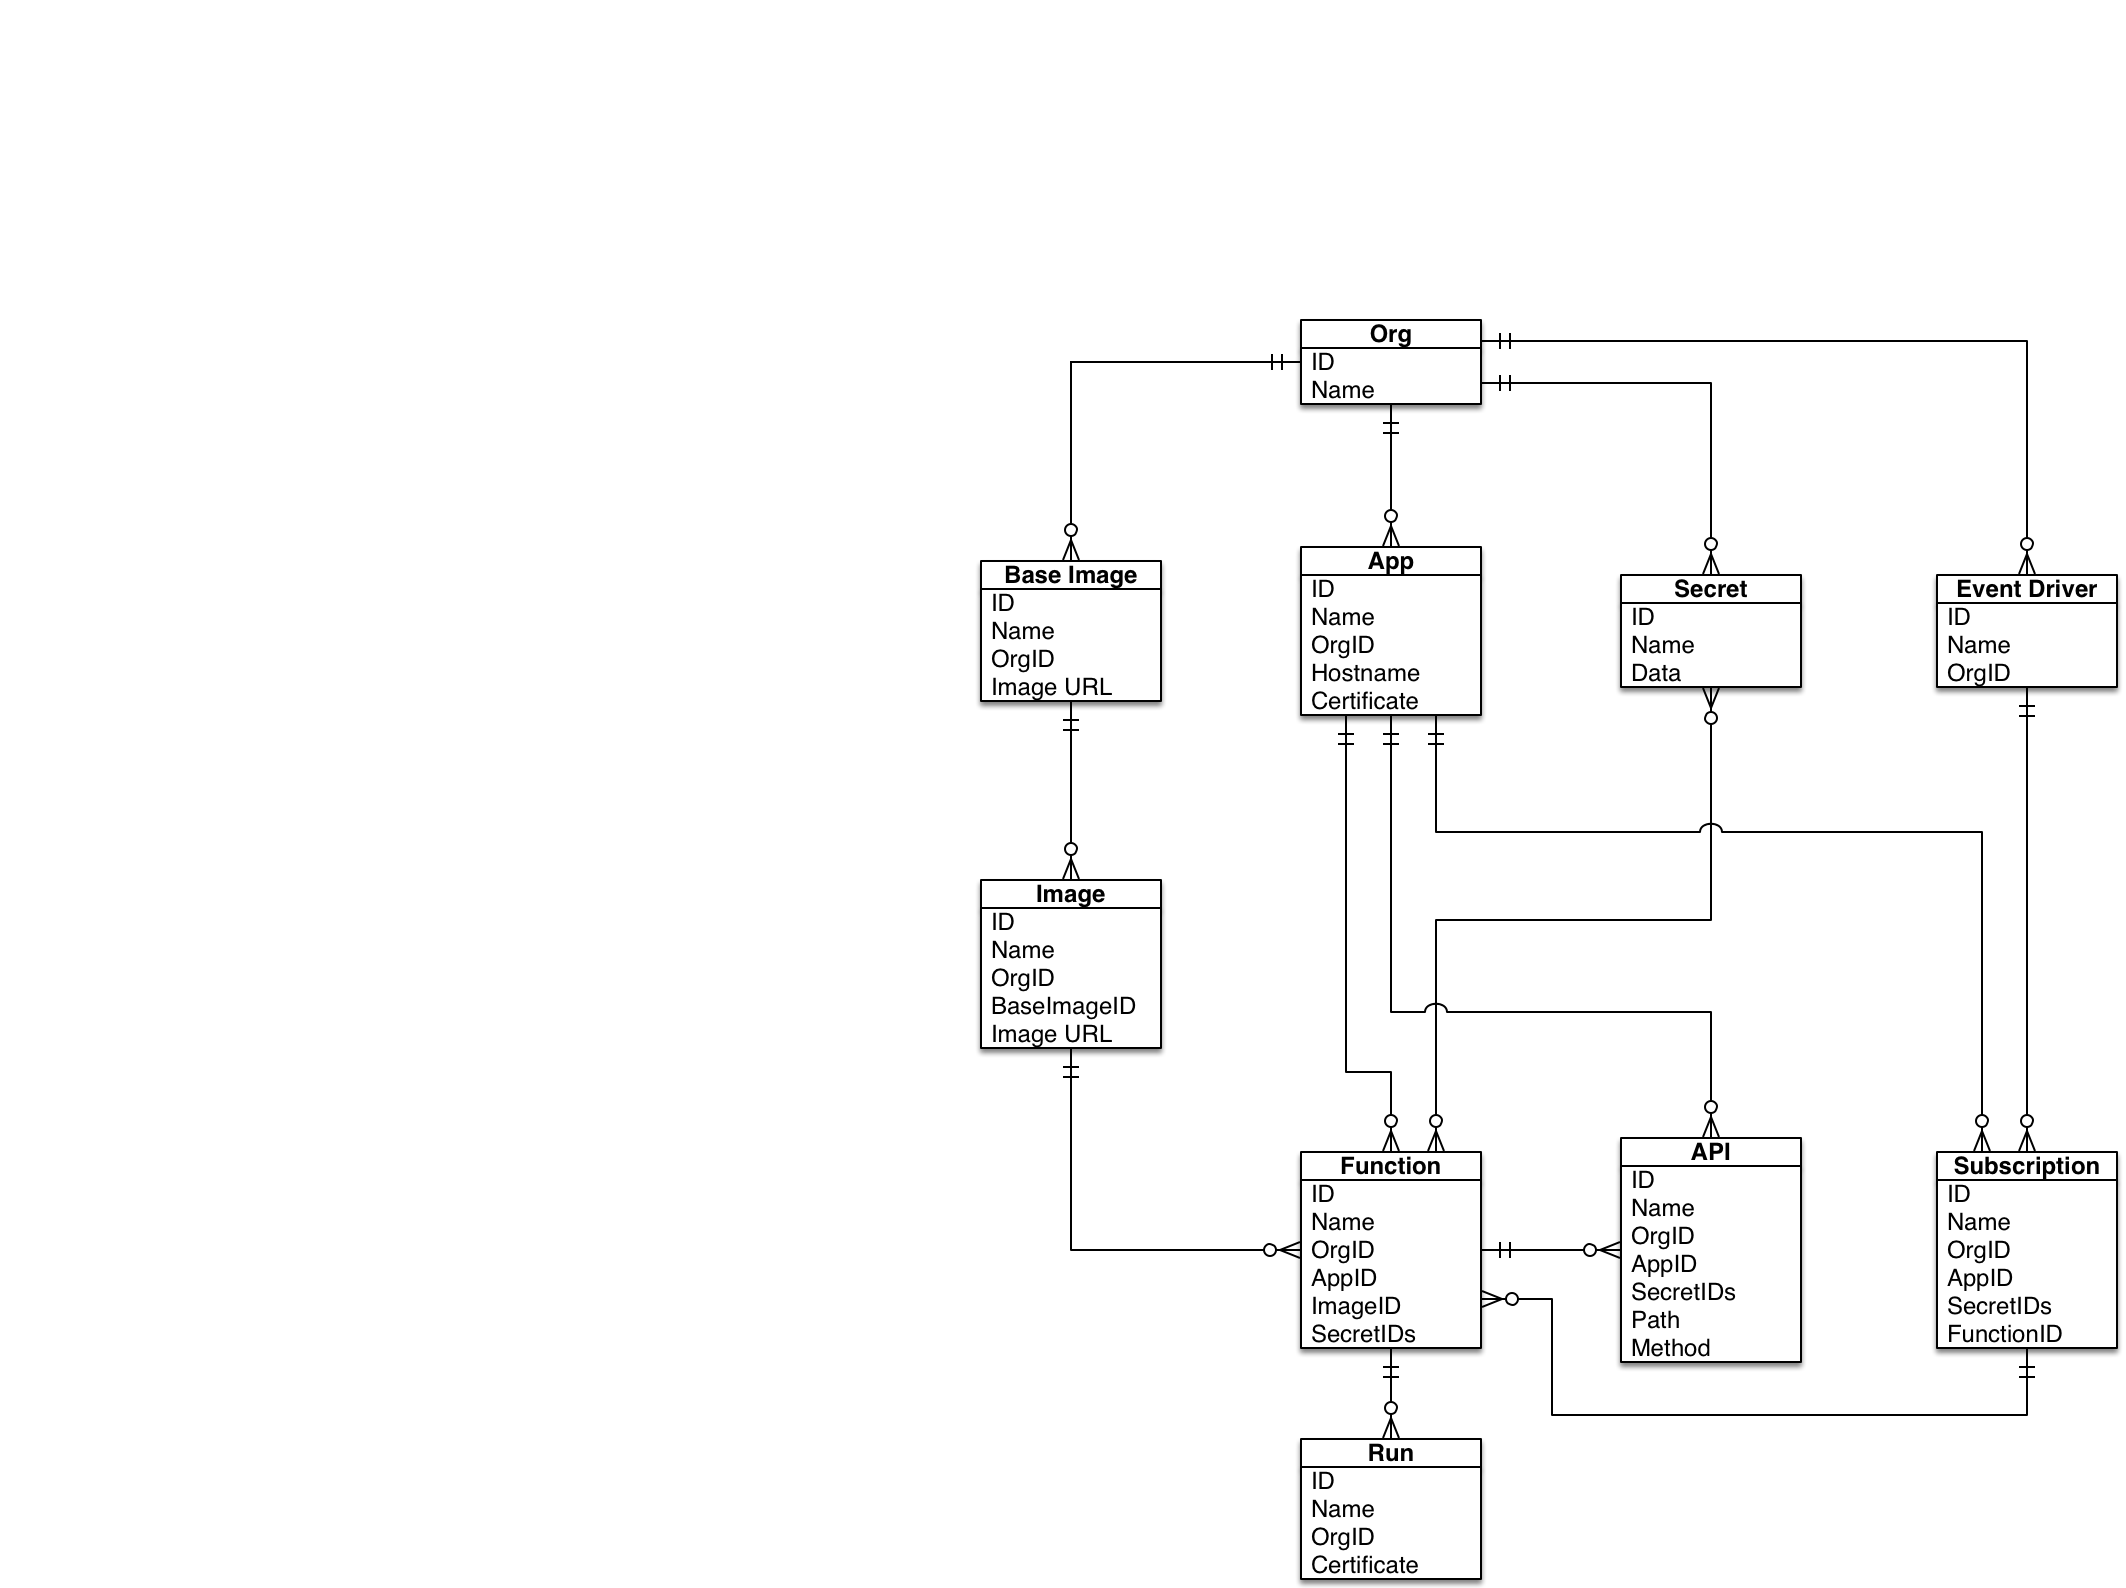 Org
ID
Name
Base Image
ID
Name
OrgID
Image URL
App
ID
Name
OrgID
Hostname
Certificate
Secret
ID
Name
Data
Event Driver
ID
Name
OrgID
Image
ID
Name
OrgID
BaseImageID
Image URL
Function
ID
Name
OrgID
AppID
ImageID
SecretIDs
API
ID
Name
OrgID
AppID
SecretIDs
Path
Method
Subscription
ID
Name
OrgID
AppID
SecretIDs
FunctionID
Run
ID
Name
OrgID
Certificate